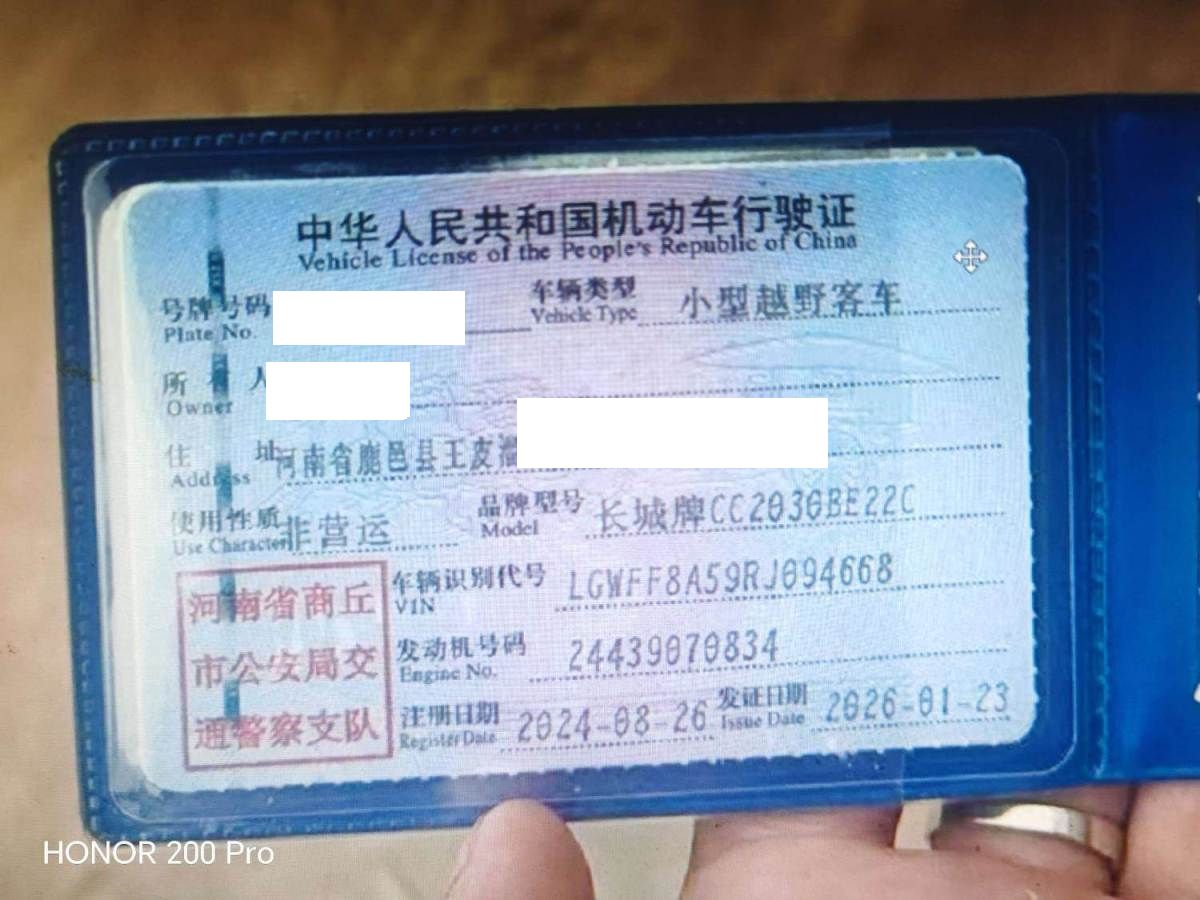 中华人民共和国机动车行驶证
Vehicle License of the People's Republic of China
号牌号码
Plate No.
车辆类型 小型越野客车
Vehicle Type
所有人
Owner
住址 河南省鹿邑县王皮溜
Address
使用性质 非营运
Use Character
品牌型号 长城牌CC2030BE22C
Model
河南省商丘
市公安局交
通警察支队
车辆识别代号 LGWFF8A59RJ094668
VIN
发动机号码 24439070834
Engine No.
注册日期 2024-08-26
Register Date
发证日期 2026-01-23
Issue Date
HONOR 200 Pro